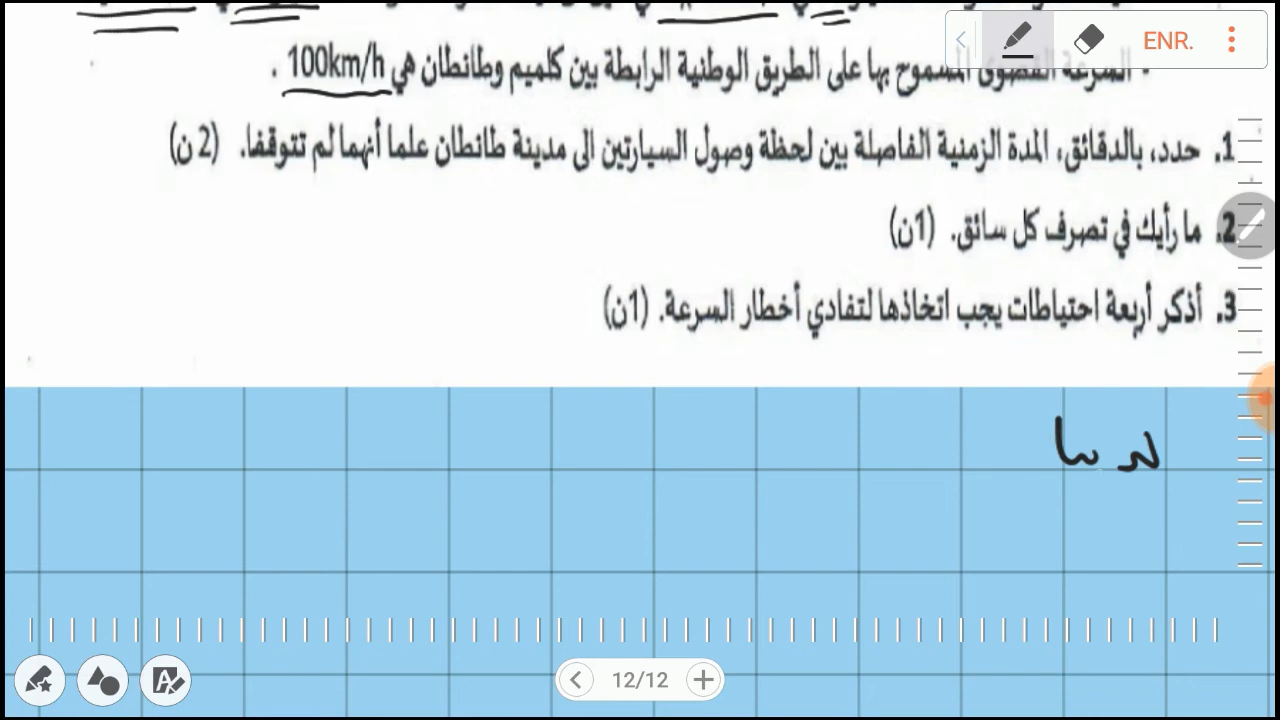 ENR.
- السرعة القصوى المسموح بها على الطريق الوطنية الرابطة بين كلميم وطانطان هي 100km/h .
1. حدد، بالدقائق، المدة الزمنية الفاصلة بين لحظة وصول السيارتين الى مدينة طانطان علما أنهما لم تتوقفا. (2 ن)
2. ما رأيك في تصرف كل سائق. (1ن)
3. أذكر أربعة احتياطات يجب اتخاذها لتفادي أخطار السرعة. (1ن)
لدينا
12/12